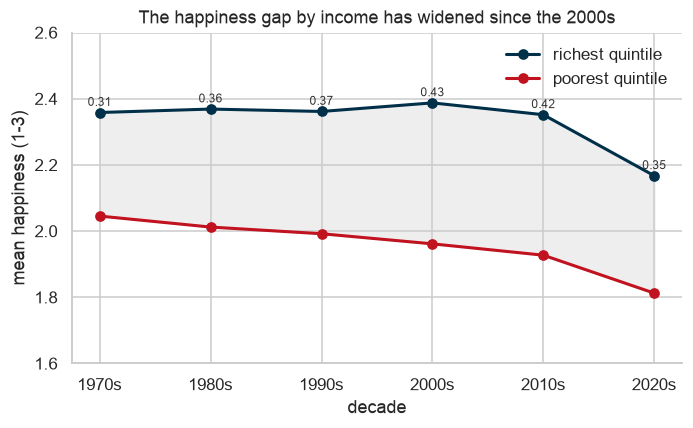 The happiness gap by income has widened since the 2000s
2.6
2.4
2.2
2.0
1.8
1.6
mean happiness (1-3)
richest quintile
poorest quintile
0.31
0.36
0.37
0.43
0.42
0.35
1970s
1980s
1990s
2000s
2010s
2020s
decade